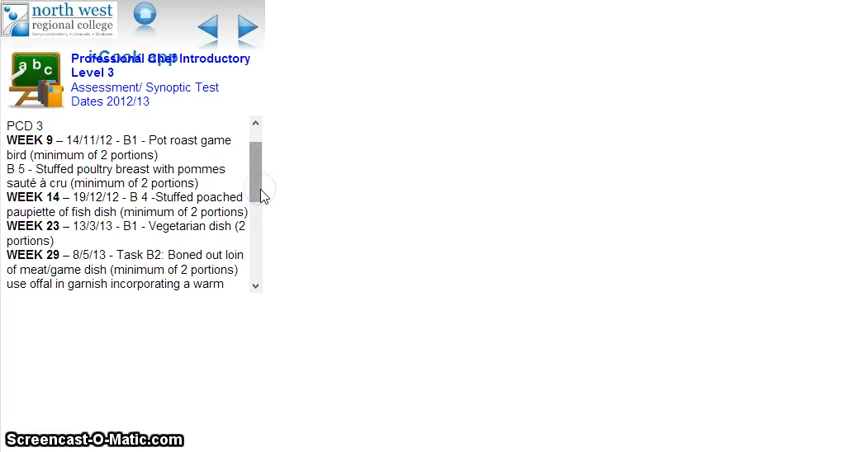 north west
regional college
i-Cook app
Professional Chef Introductory
Level 3
Assessment/ Synoptic Test
Dates 2012/13
a b c
PCD 3
WEEK 9 – 14/11/12 - B1 - Pot roast game
bird (minimum of 2 portions)
B 5 - Stuffed poultry breast with pommes
sauté à cru (minimum of 2 portions)
WEEK 14 – 19/12/12 - B 4 -Stuffed poached
paupiette of fish dish (minimum of 2 portions)
WEEK 23 – 13/3/13 - B1 - Vegetarian dish (2
portions)
WEEK 29 – 8/5/13 - Task B2: Boned out loin
of meat/game dish (minimum of 2 portions)
use offal in garnish incorporating a warm
Screencast-O-Matic.com